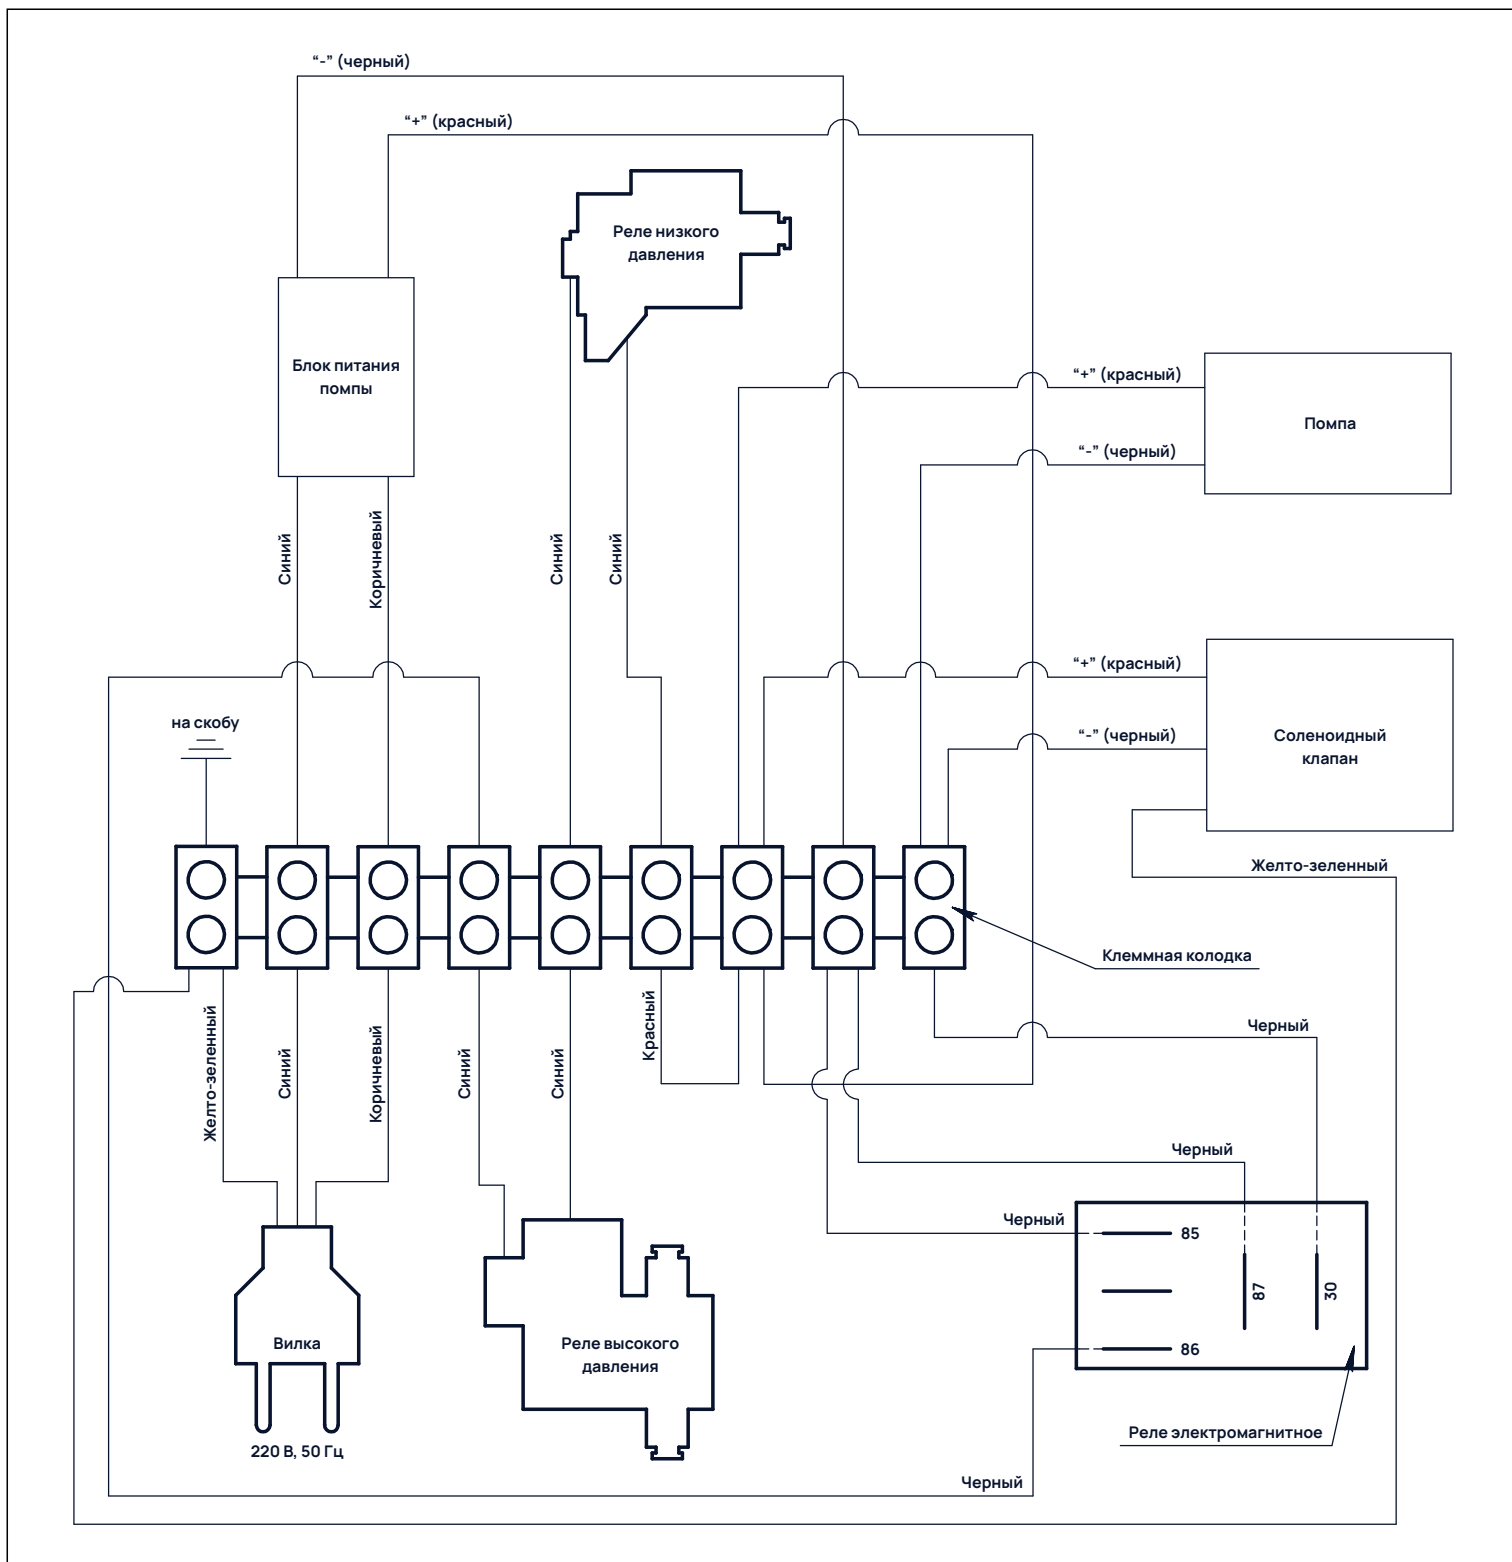 “-” (черный)
“+” (красный)
Реле низкого
давления
Блок питания
помпы
“+” (красный)
Помпа
“-” (черный)
Синий
Коричневый
Синий
Синий
“+” (красный)
на скобу
“-” (черный)
Соленоидный
клапан
Желто-зеленный
Клеммная колодка
Желто-зеленный
Синий
Коричневый
Синий
Синий
Красный
Черный
Черный
Черный
85
87
30
86
Вилка
Реле высокого
давления
220 В, 50 Гц
Реле электромагнитное
Черный